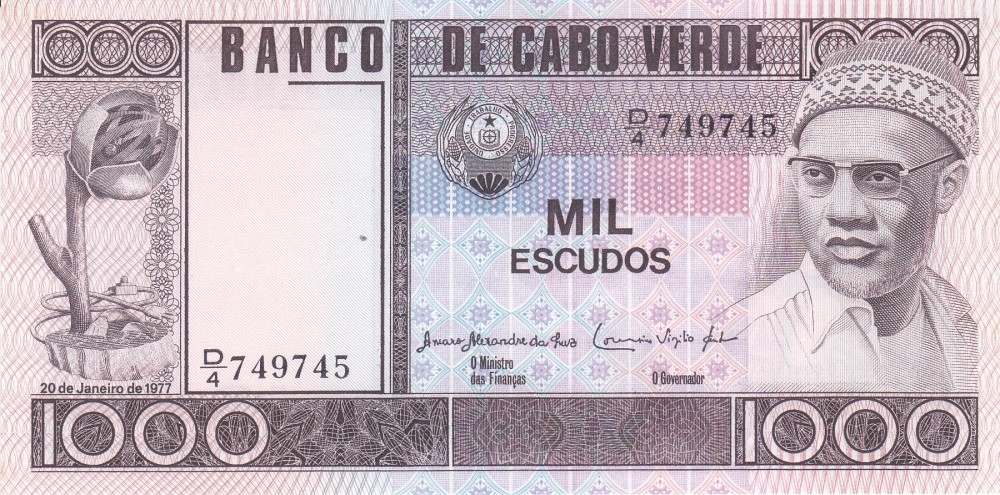 1000
BANCO DE CABO VERDE
1000
D/4 749745
MIL
ESCUDOS
O Ministro
das Finanças
O Governador
D/4 749745
20 de Janeiro de 1977
1000
1000